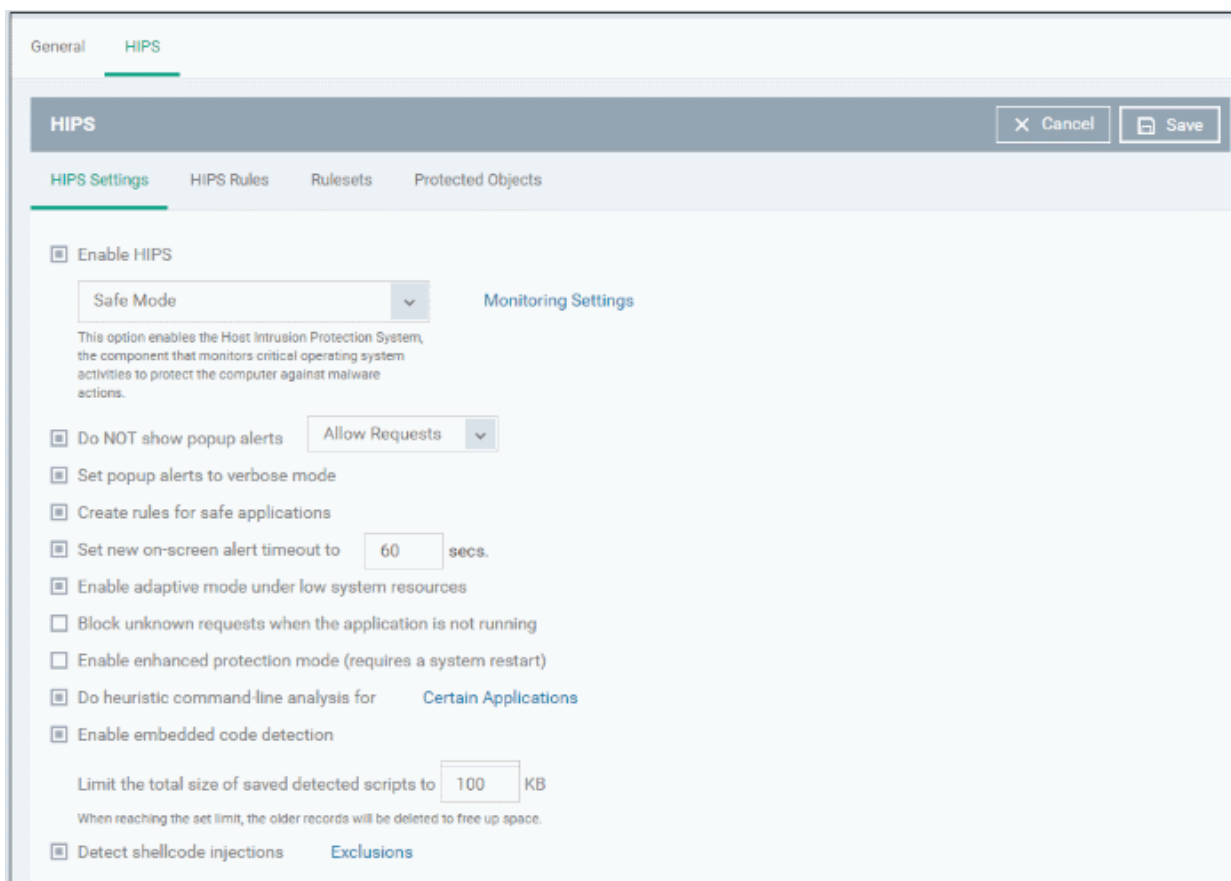 General HIPS
HIPS Cancel Save
HIPS Settings HIPS Rules Rulesets Protected Objects
Enable HIPS
Safe Mode Monitoring Settings
This option enables the Host Intrusion Protection System,
the component that monitors critical operating system
activities to protect the computer against malware
actions.
Do NOT show popup alerts Allow Requests
Set popup alerts to verbose mode
Create rules for safe applications
Set new on-screen alert timeout to 60 secs.
Enable adaptive mode under low system resources
Block unknown requests when the application is not running
Enable enhanced protection mode (requires a system restart)
Do heuristic command-line analysis for Certain Applications
Enable embedded code detection
Limit the total size of saved detected scripts to 100 KB
When reaching the set limit, the older records will be deleted to free up space.
Detect shellcode injections Exclusions